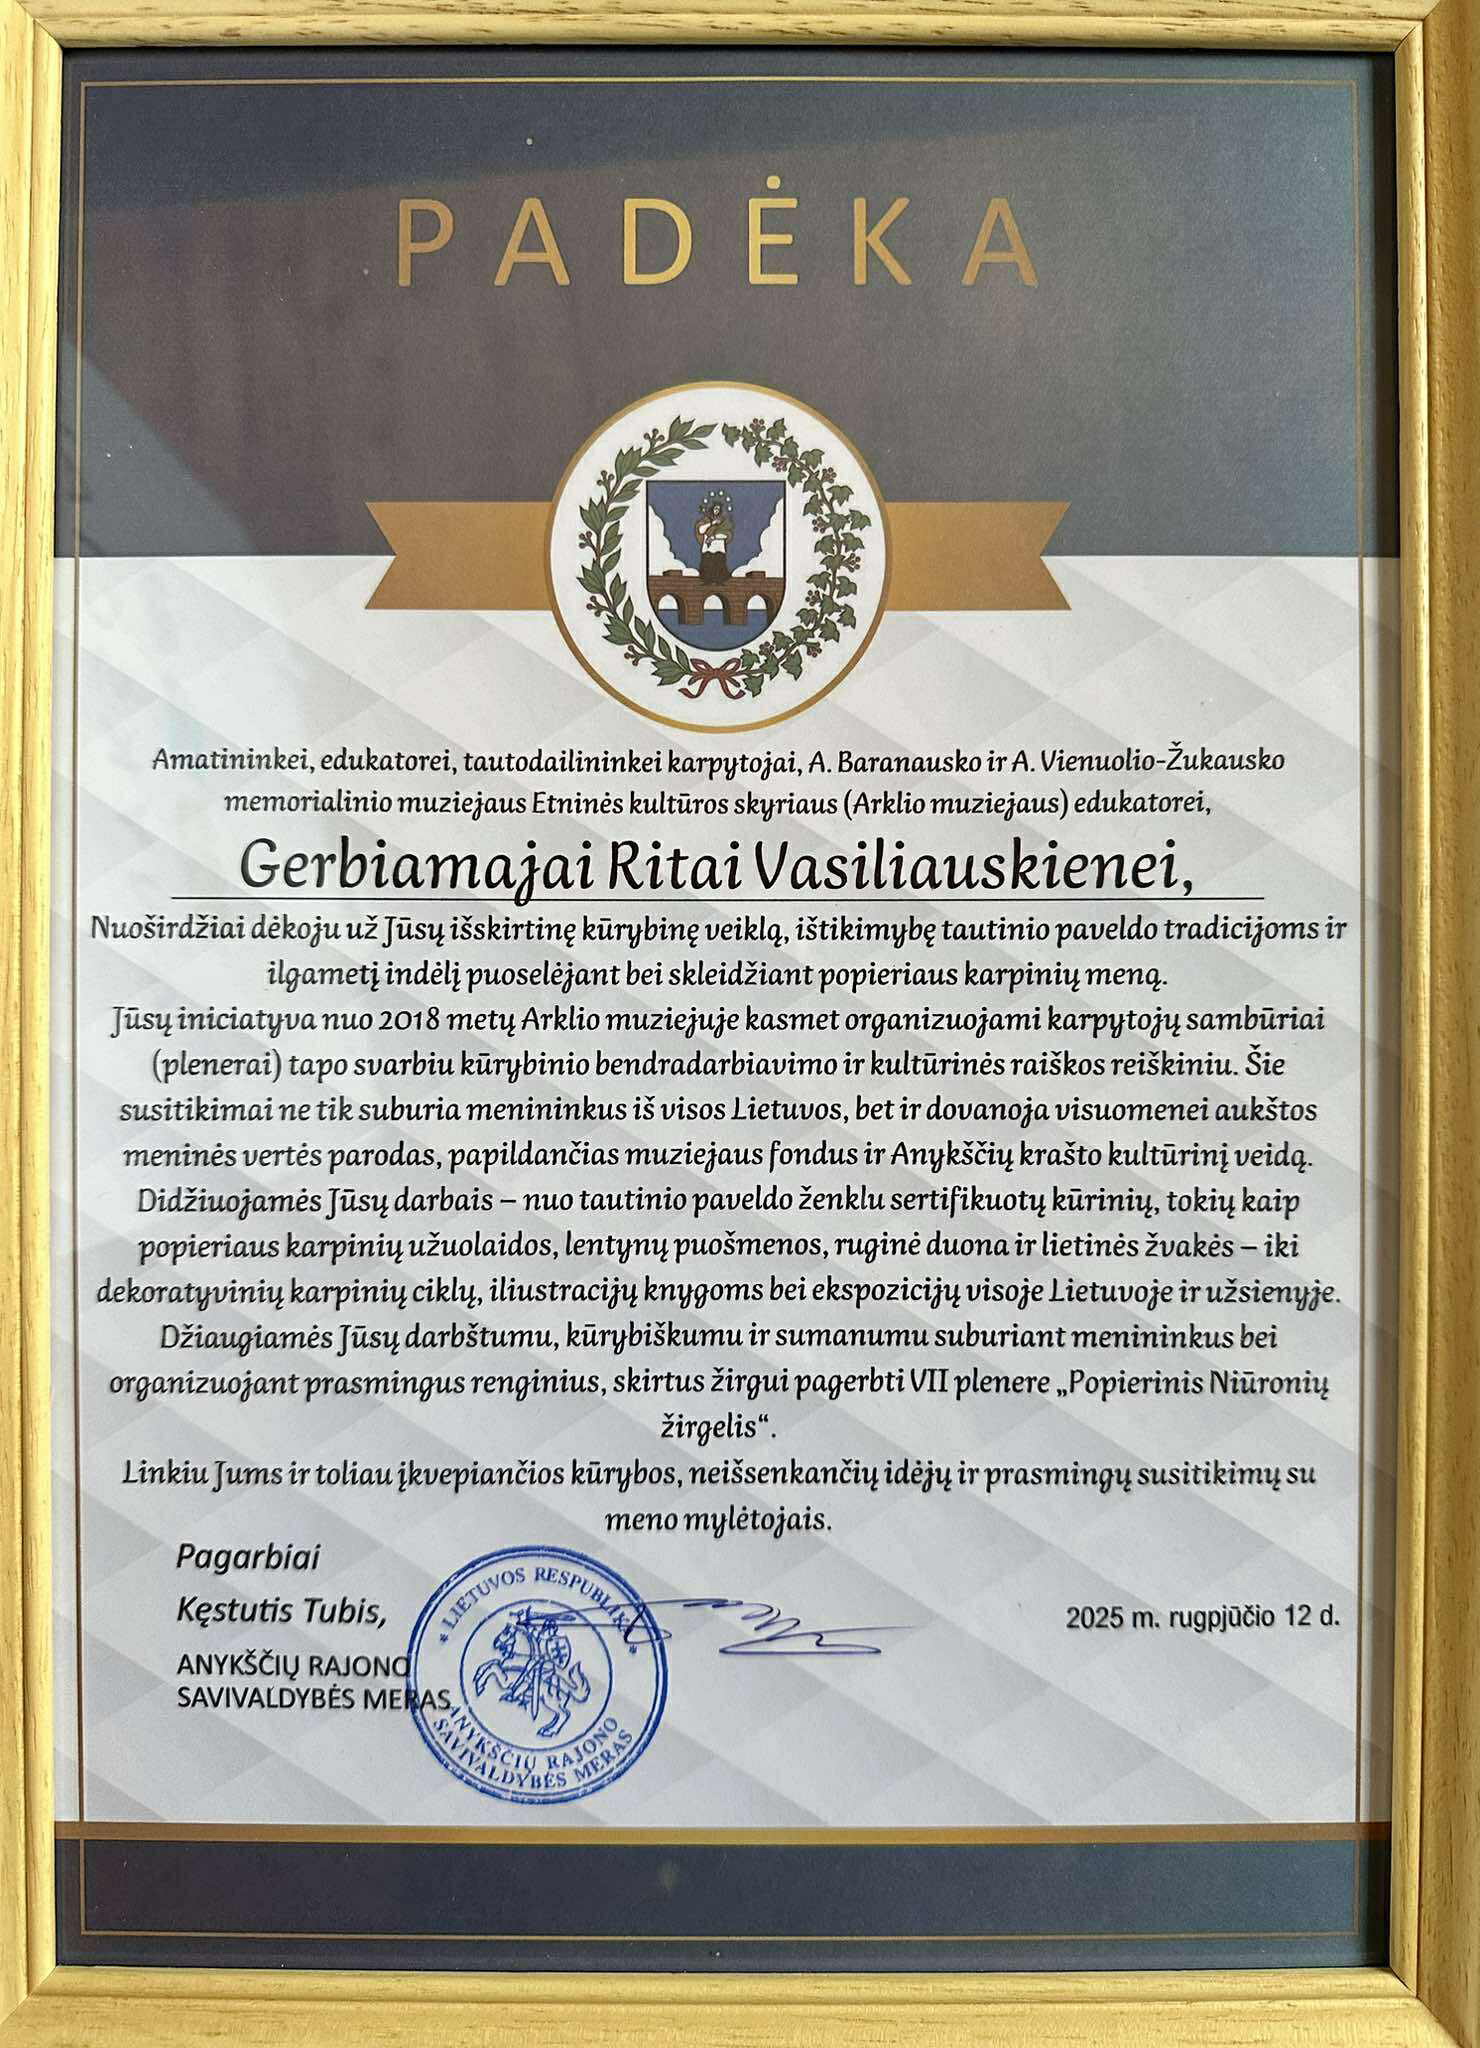 PADĖKA
Amatininkei, edukatorei, tautodailininkei karpytojai, A. Baranausko ir A. Vienuolio-Žukausko
memorialinio muziejaus Etninės kultūros skyriaus (Arklio muziejaus) edukatorei,
Gerbiamajai Ritai Vasiliauskienei,
Nuoširdžiai dėkoju už Jūsų išskirtinę kūrybinę veiklą, ištikimybę tautinio paveldo tradicijoms ir
ilgametį indėlį puoselėjant bei skleidžiant popieriaus karpinių meną.
Jūsų iniciatyva nuo 2018 metų Arklio muziejuje kasmet organizuojami karpytojų sambūriai
(plenerai) tapo svarbiu kūrybinio bendradarbiavimo ir kultūrinės raiškos reiškiniu. Šie
susitikimai ne tik suburia menininkus iš visos Lietuvos, bet ir dovanoja visuomenei aukštos
meninės vertės parodas, papildančias muziejaus fondus ir Anykščių krašto kultūrinį veidą.
Didžiuojamės Jūsų darbais – nuo tautinio paveldo ženklu sertifikuotų kūrinių, tokių kaip
popieriaus karpinių užuolaidos, lentynų puošmenos, ruginė duona ir lietinės žvakės – iki
dekoratyvinių karpinių ciklų, iliustracijų knygoms bei ekspozicijų visoje Lietuvoje ir užsienyje.
Džiaugiamės Jūsų darbštumu, kūrybiškumu ir sumanumu suburiant menininkus bei
organizuojant prasmingus renginius, skirtus žirgui pagerbti VII plenere „Popierinis Niūronių
žirgelis“.
Linkiu Jums ir toliau įkvepiančios kūrybos, neišsenkančių idėjų ir prasmingų susitikimų su
meno mylėtojais.
Pagarbiai
Kęstutis Tubis,
ANYKŠČIŲ RAJONO
SAVIVALDYBĖS MERAS
2025 m. rugpjūčio 12 d.
* LIETUVOS RESPUBLIKA *
ANYKŠČIŲ RAJONO
SAVIVALDYBĖS MERAS